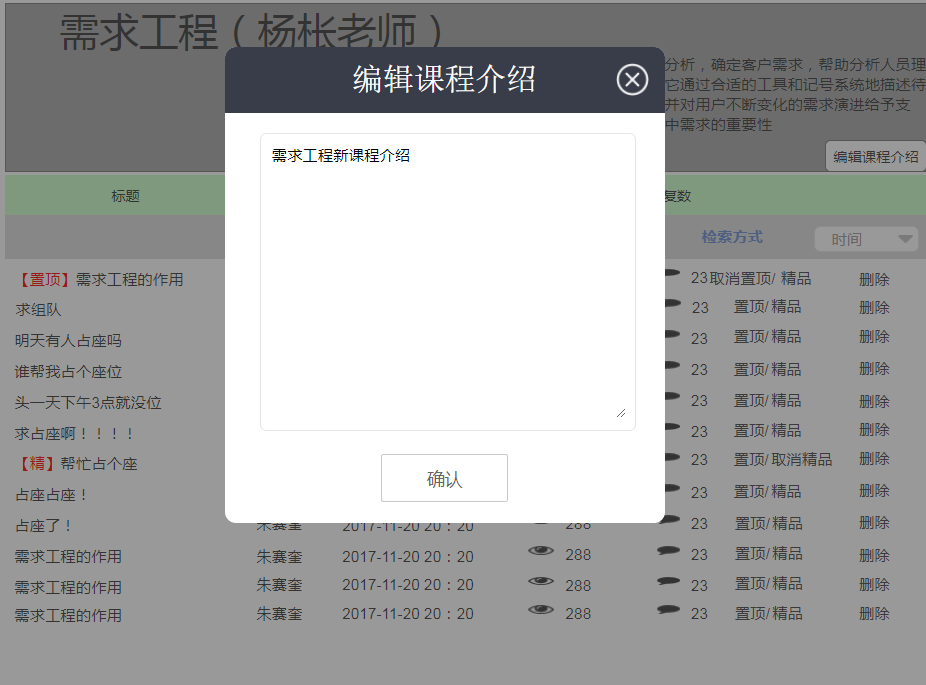 需求工程（杨枨老师）
编辑课程介绍
分析，确定客户需求，帮助分析人员理
它通过合适的工具和记号系统地描述待
并对用户不断变化的需求演进给予支
中需求的重要性
编辑课程介绍
需求工程新课程介绍
标题 复数
检索方式 时间
【置顶】需求工程的作用 23 取消置顶/ 精品 删除
求组队 23 置顶/ 精品 删除
明天有人占座吗 23 置顶/ 精品 删除
谁帮我占个座位 23 置顶/ 精品 删除
头一天下午3点就没位 23 置顶/ 精品 删除
求占座啊！！！！ 23 置顶/ 精品 删除
【精】帮忙占个座 23 置顶/ 取消精品 删除
占座占座！ 23 置顶/ 精品 删除
占座了！ 朱赛奎 2017-11-20 20：20 288 23 置顶/ 精品 删除
需求工程的作用 朱赛奎 2017-11-20 20：20 288 23 置顶/ 精品 删除
需求工程的作用 朱赛奎 2017-11-20 20：20 288 23 置顶/ 精品 删除
需求工程的作用 朱赛奎 2017-11-20 20：20 288 23 置顶/ 精品 删除
确认